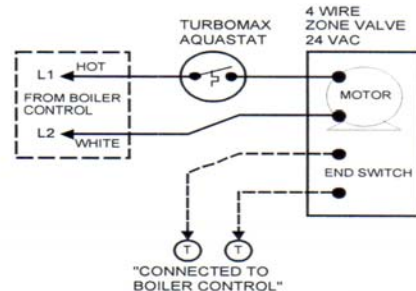 TURBOMAX
AQUASTAT
4 WIRE
ZONE VALVE
24 VAC
HOT
L1
FROM BOILER
CONTROL
L2
WHITE
MOTOR
END SWITCH
T
T
"CONNECTED TO
BOILER CONTROL"